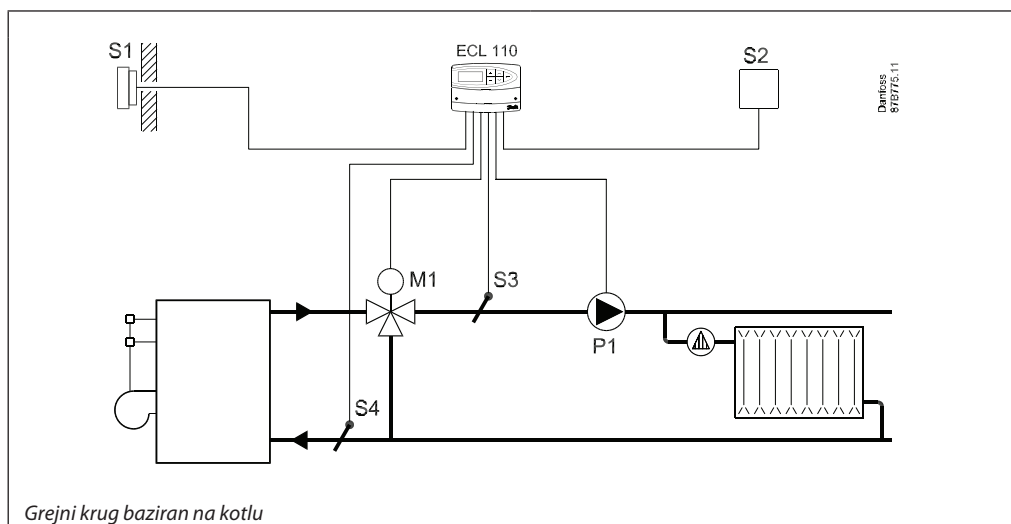 S1
ECL 110
S2
Danfoss
87B775.11
M1
S3
P1
S4
Grejni krug baziran na kotlu